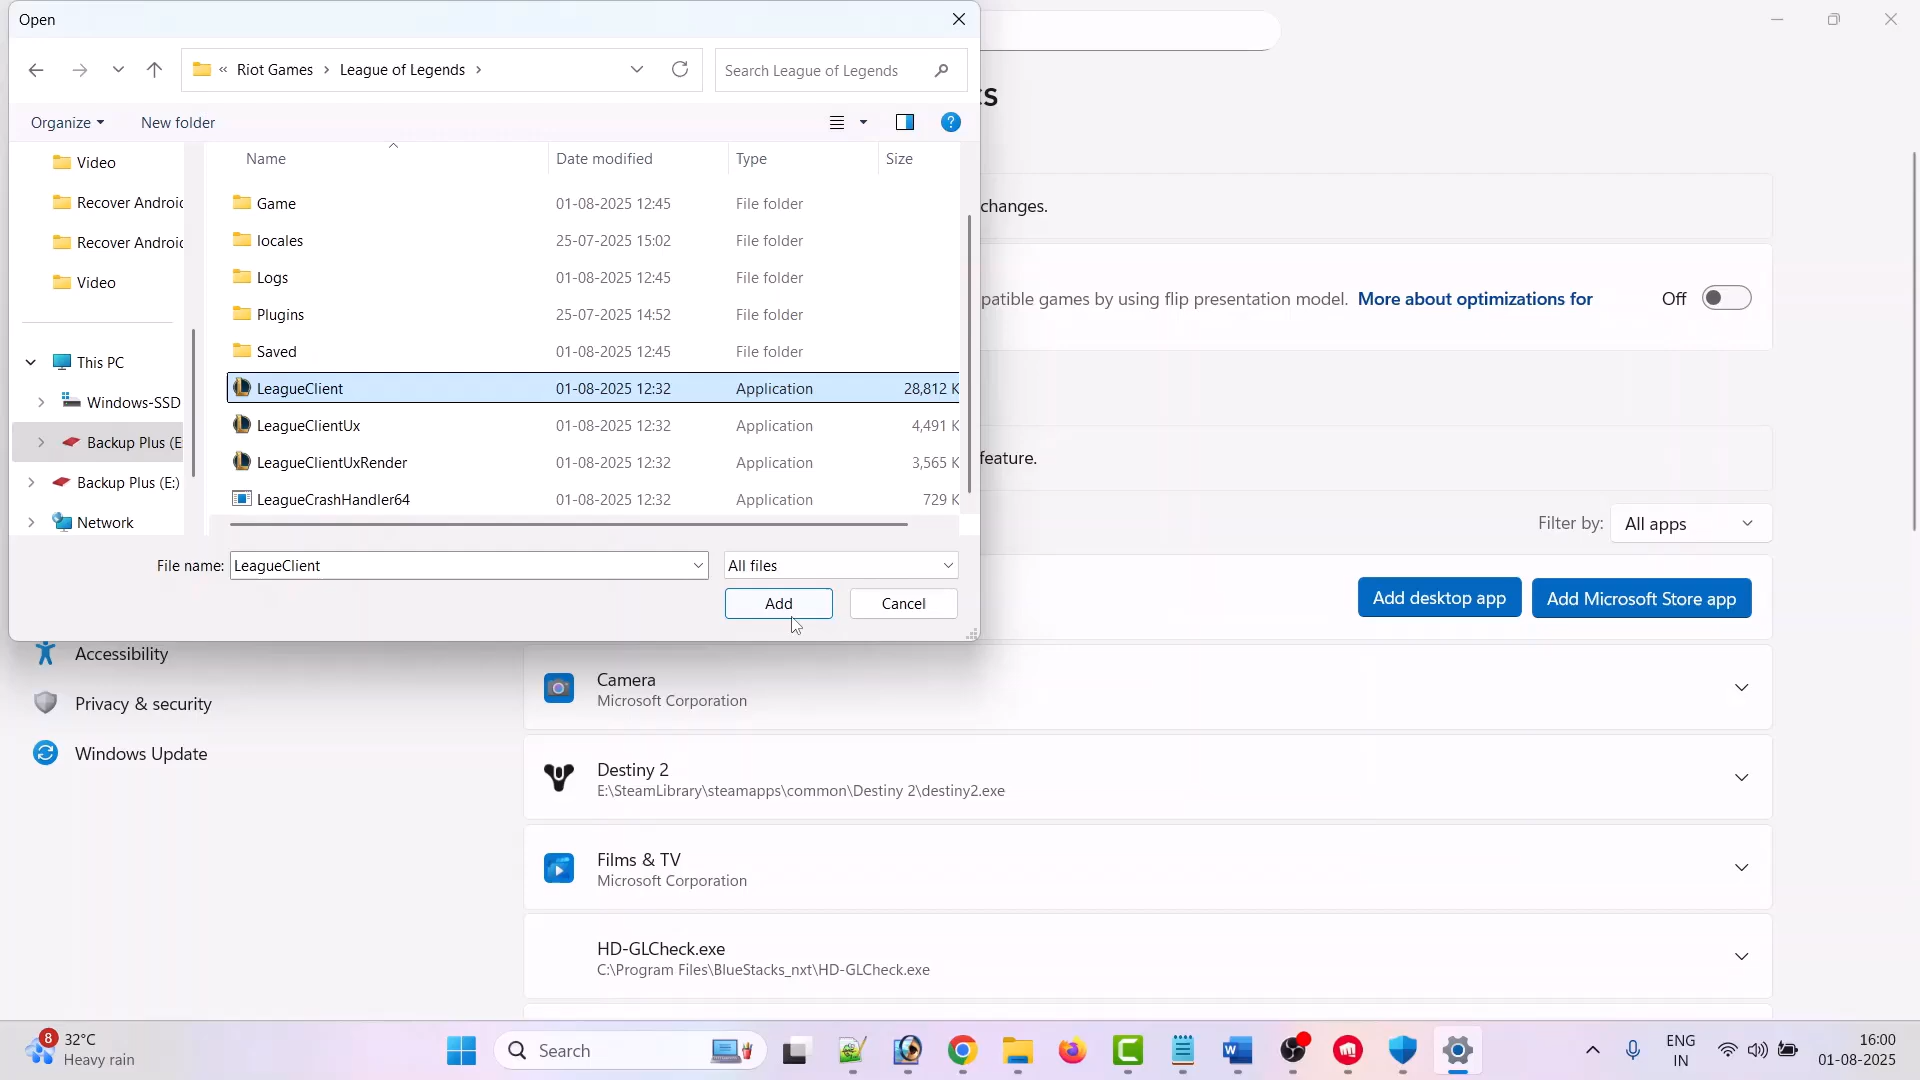 Open
« Riot Games > League of Legends >
Search League of Legends
Organize
New folder
?
Video
Recover Androi
Recover Androi
Video
This PC
Windows-SSD
Backup Plus (E
Backup Plus (E:)
Network
Name Date modified Type Size
Game 01-08-2025 12:45 File folder
locales 25-07-2025 15:02 File folder
Logs 01-08-2025 12:45 File folder
Plugins 25-07-2025 14:52 File folder
Saved 01-08-2025 12:45 File folder
LeagueClient 01-08-2025 12:32 Application 28,812 K
LeagueClientUx 01-08-2025 12:32 Application 4,491 K
LeagueClientUxRender 01-08-2025 12:32 Application 3,565 K
LeagueCrashHandler64 01-08-2025 12:32 Application 729 K
File name: LeagueClient
All files
Add
Cancel
cs
changes.
patible games by using flip presentation model. More about optimizations for
Off
feature.
Filter by: All apps
Add desktop app
Add Microsoft Store app
Camera
Microsoft Corporation
Destiny 2
E:\SteamLibrary\steamapps\common\Destiny 2\destiny2.exe
Films & TV
Microsoft Corporation
HD-GLCheck.exe
C:\Program Files\BlueStacks_nxt\HD-GLCheck.exe
Accessibility
Privacy & security
Windows Update
8
32°C
Heavy rain
Search
ENG
IN
16:00
01-08-2025